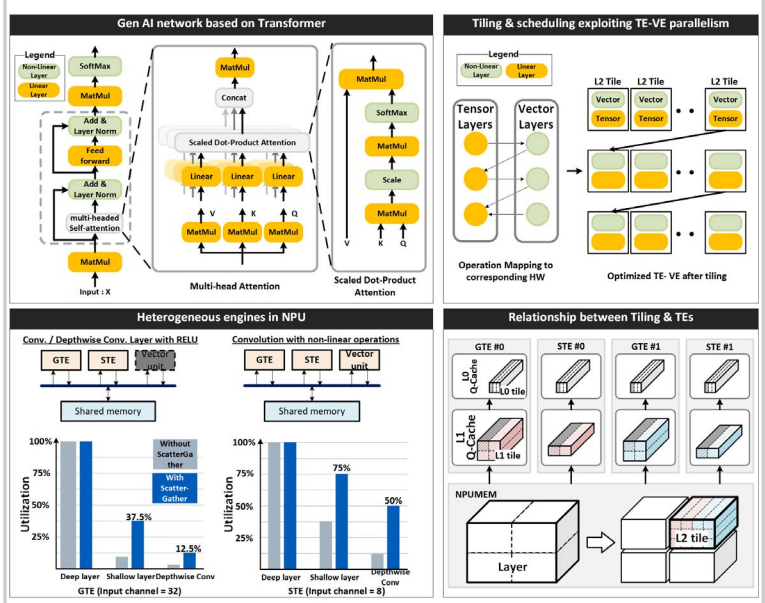 Gen AI network based on Transformer
Legend
Non-Linear
Layer
Linear
Layer
SoftMax
MatMul
Add &
Layer Norm
Feed
forward
Add &
Layer Norm
multi-headed
Self-attention
MatMul
Input : X
MatMul
Concat
Scaled Dot-Product Attention
Linear
Linear
Linear
V
K
Q
MatMul
MatMul
MatMul
Multi-head Attention
MatMul
SoftMax
MatMul
Scale
MatMul
V
K
Q
Scaled Dot-Product
Attention
Tiling & scheduling exploiting TE-VE parallelism
Legend
Non-Linear
Layer
Linear
Layer
Tensor
Layers
Vector
Layers
Operation Mapping to
corresponding HW
L2 Tile
L2 Tile
L2 Tile
Vector
Vector
Vector
Tensor
Tensor
Tensor
Optimized TE- VE after tiling
Heterogeneous engines in NPU
Conv. / Depthwise Conv. Layer with RELU
GTE
STE
Vector
unit
Shared memory
Convolution with non-linear operations
GTE
STE
Vector
unit
Shared memory
Utilization
100%
75%
50%
25%
Without
ScatterGa
ther
With
Scatter-
Gather
37.5%
12.5%
Deep layer
Shallow layer
Depthwise Conv
GTE (Input channel = 32)
Utilization
100%
75%
50%
25%
75%
50%
Deep layer
Shallow layer
Depthwise
Conv
STE (Input channel = 8)
Relationship between Tiling & TEs
GTE #0
STE #0
GTE #1
STE #1
L0
Q-Cache
L0 tile
L1
Q-Cache
L1 tile
NPUMEM
Layer
L2 tile